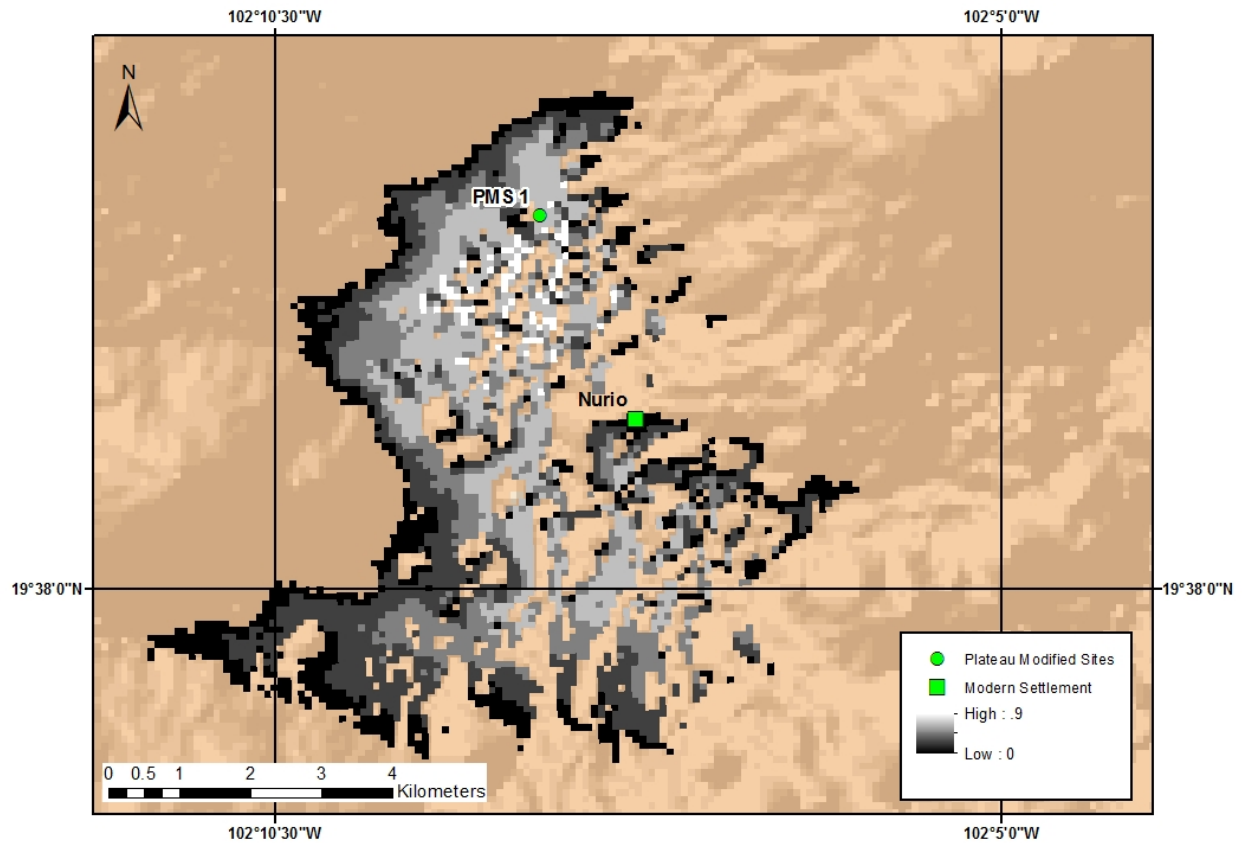 102°10'30"W 102°5'0"W
N
PMS 1
Nurio
19°38'0"N 19°38'0"N
Plateau Modified Sites
Modern Settlement
High : .9
Low : 0
0 0.5 1 2 3 4
Kilometers
102°10'30"W 102°5'0"W